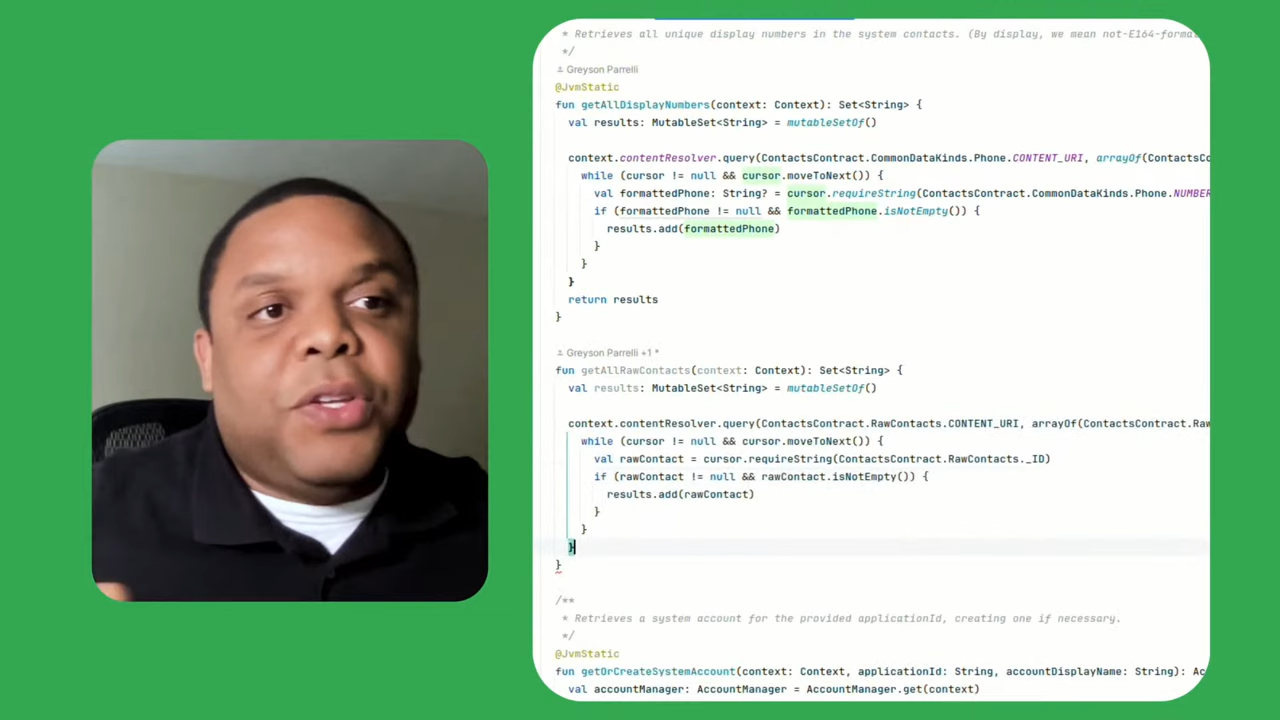 * Retrieves all unique display numbers in the system contacts. (By display, we mean not-E164-forma
*/
Greyson Parrelli
@JvmStatic
fun getAllDisplayNumbers(context: Context): Set<String> {
val results: MutableSet<String> = mutableSetOf()
context.contentResolver.query(ContactsContract.CommonDataKinds.Phone.CONTENT_URI, arrayOf(ContactsCo
while (cursor != null && cursor.moveToNext()) {
val formattedPhone: String? = cursor.requireString(ContactsContract.CommonDataKinds.Phone.NUMBER
if (formattedPhone != null && formattedPhone.isNotEmpty()) {
results.add(formattedPhone)
}
}
}
return results
}
Greyson Parrelli +1 *
fun getAllRawContacts(context: Context): Set<String> {
val results: MutableSet<String> = mutableSetOf()
context.contentResolver.query(ContactsContract.RawContacts.CONTENT_URI, arrayOf(ContactsContract.Raw
while (cursor != null && cursor.moveToNext()) {
val rawContact = cursor.requireString(ContactsContract.RawContacts._ID)
if (rawContact != null && rawContact.isNotEmpty()) {
results.add(rawContact)
}
}
}
}
/**
* Retrieves a system account for the provided applicationId, creating one if necessary.
*/
@JvmStatic
fun getOrCreateSystemAccount(context: Context, applicationId: String, accountDisplayName: String): Ac
val accountManager: AccountManager = AccountManager.get(context)